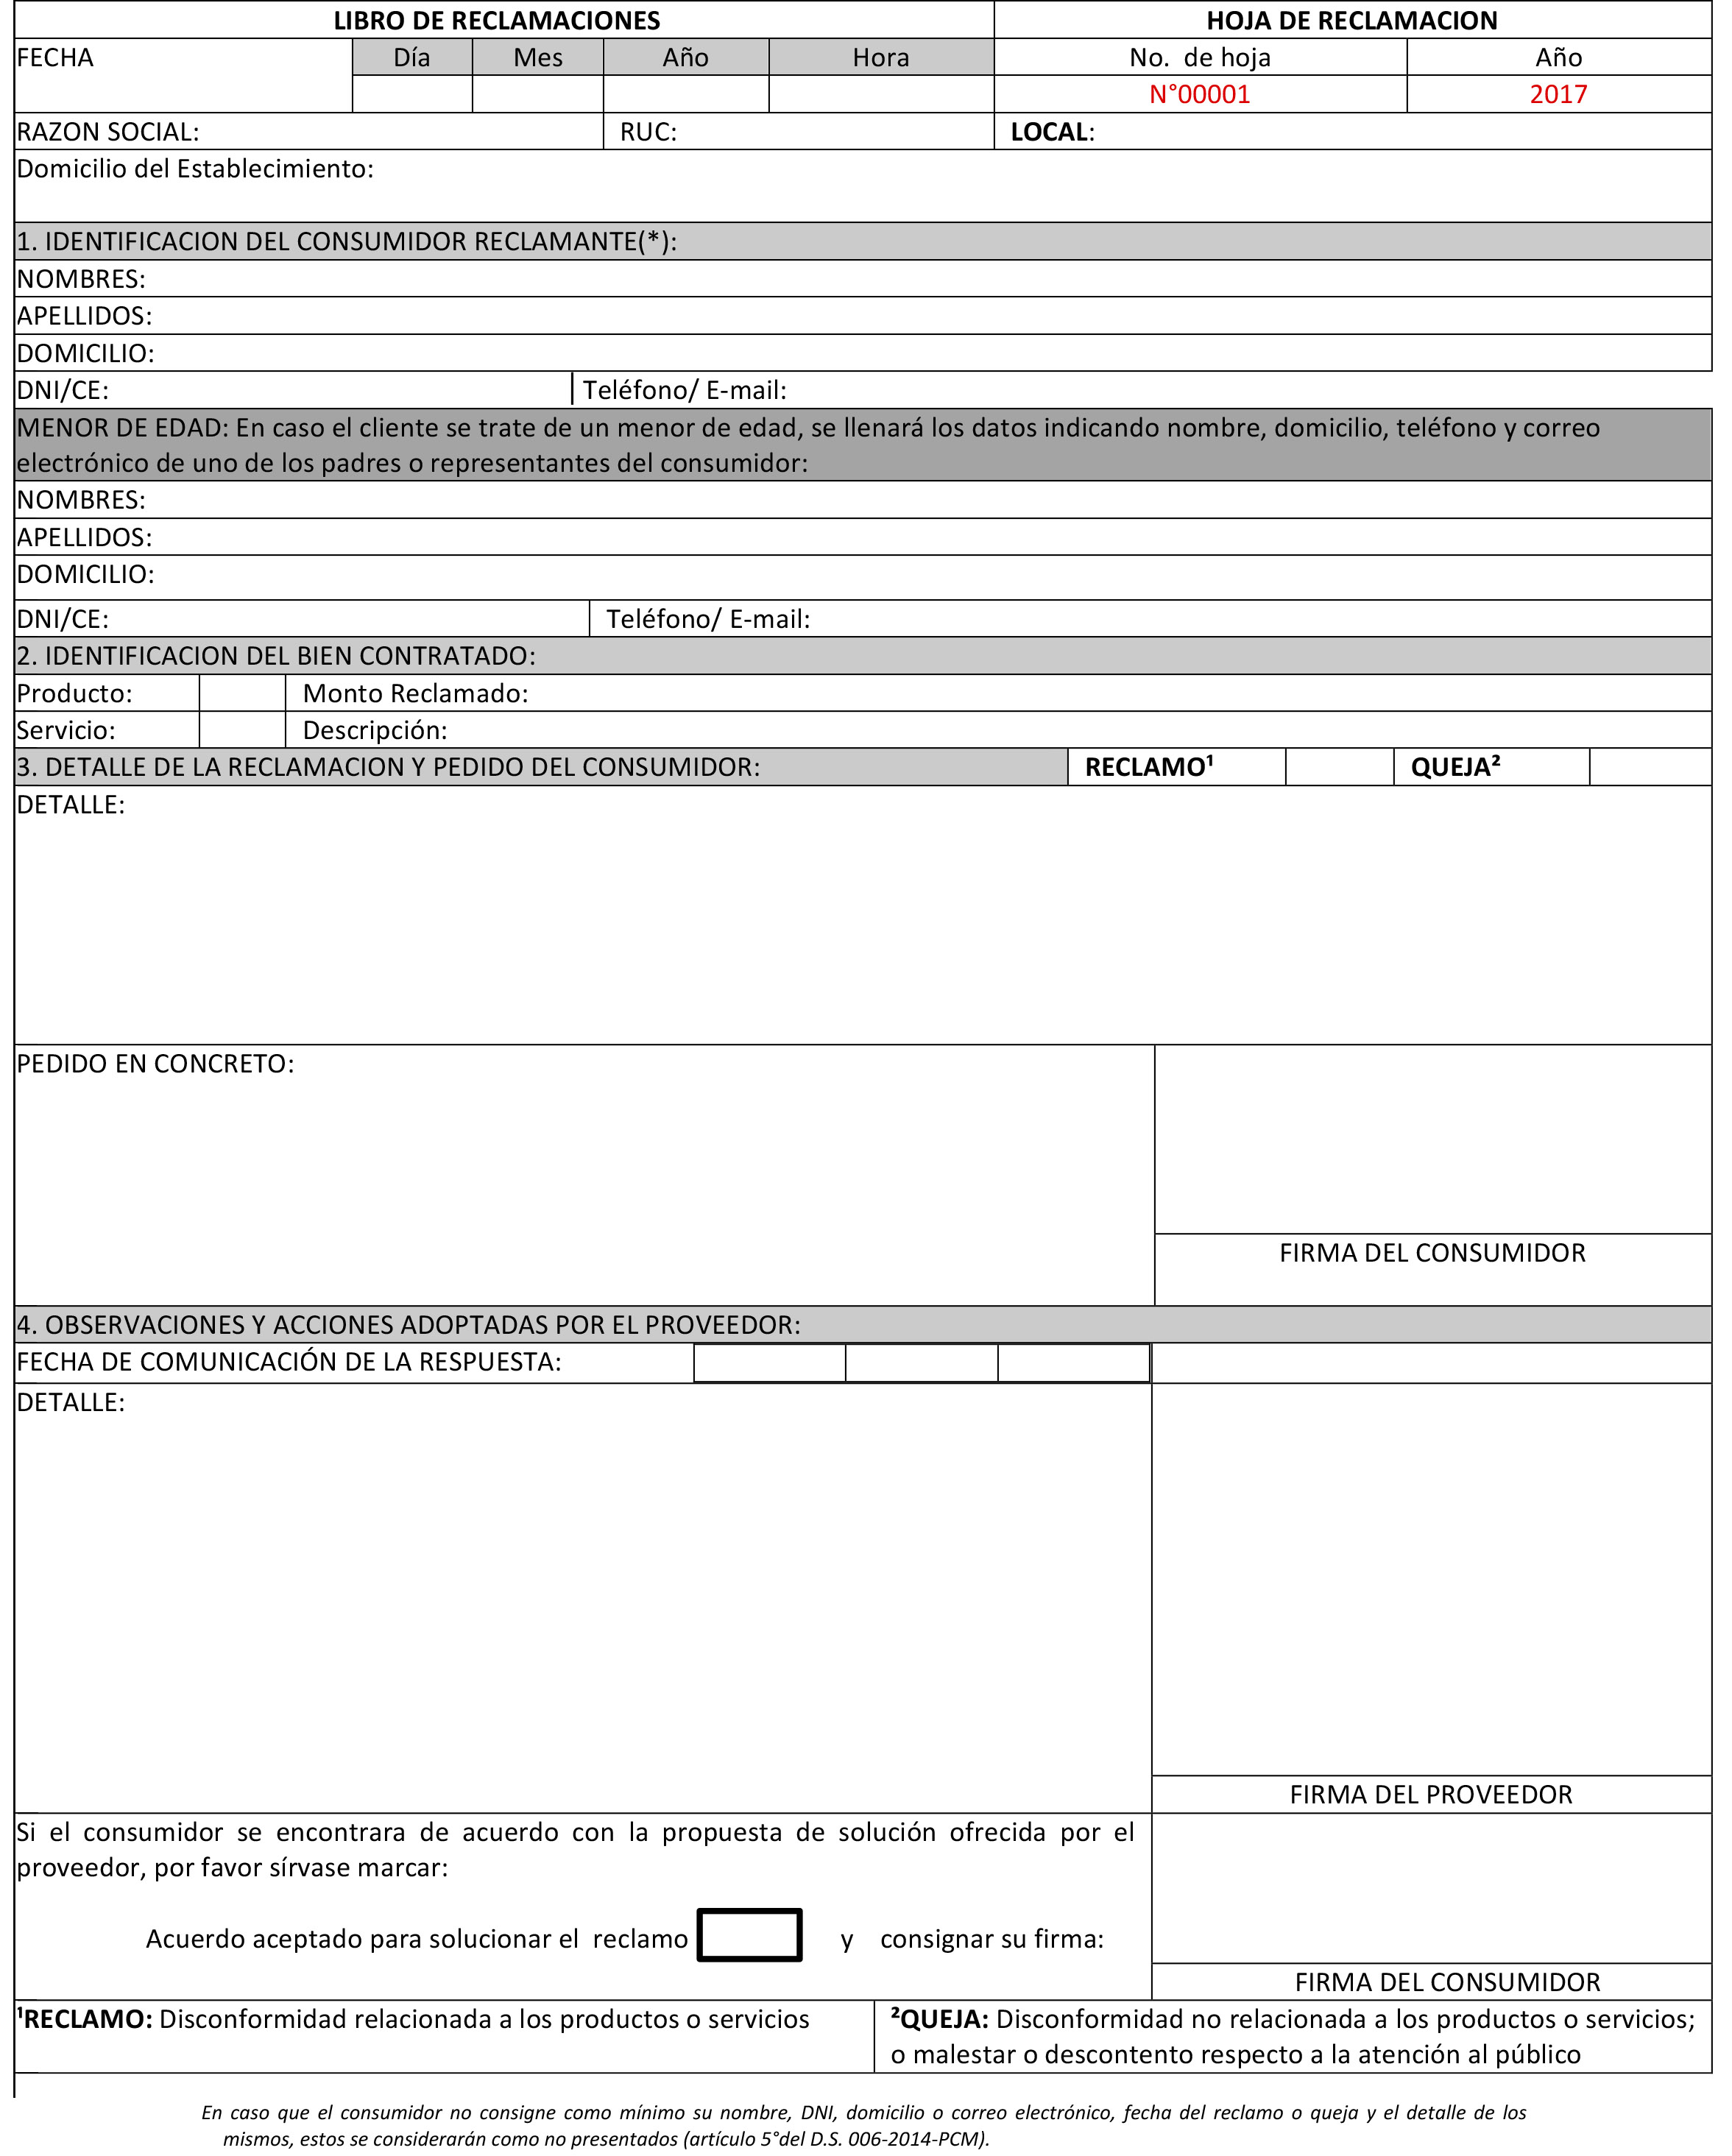 LIBRO DE RECLAMACIONES HOJA DE RECLAMACION
FECHA Día Mes Año Hora No. de hoja Año
N°00001 2017
RAZON SOCIAL: RUC: LOCAL:
Domicilio del Establecimiento:
1. IDENTIFICACION DEL CONSUMIDOR RECLAMANTE(*):
NOMBRES:
APELLIDOS:
DOMICILIO:
DNI/CE: Teléfono/ E-mail:
MENOR DE EDAD: En caso el cliente se trate de un menor de edad, se llenará los datos indicando nombre, domicilio, teléfono y correo
electrónico de uno de los padres o representantes del consumidor:
NOMBRES:
APELLIDOS:
DOMICILIO:
DNI/CE: Teléfono/ E-mail:
2. IDENTIFICACION DEL BIEN CONTRATADO:
Producto: Monto Reclamado:
Servicio: Descripción:
3. DETALLE DE LA RECLAMACION Y PEDIDO DEL CONSUMIDOR: RECLAMO¹ QUEJA²
DETALLE:
PEDIDO EN CONCRETO:
FIRMA DEL CONSUMIDOR
4. OBSERVACIONES Y ACCIONES ADOPTADAS POR EL PROVEEDOR:
FECHA DE COMUNICACIÓN DE LA RESPUESTA:
DETALLE:
FIRMA DEL PROVEEDOR
Si el consumidor se encontrara de acuerdo con la propuesta de solución ofrecida por el
proveedor, por favor sírvase marcar:
Acuerdo aceptado para solucionar el reclamo y consignar su firma:
FIRMA DEL CONSUMIDOR
¹RECLAMO: Disconformidad relacionada a los productos o servicios
²QUEJA: Disconformidad no relacionada a los productos o servicios;
o malestar o descontento respecto a la atención al público
En caso que el consumidor no consigne como mínimo su nombre, DNI, domicilio o correo electrónico, fecha del reclamo o queja y el detalle de los
mismos, estos se considerarán como no presentados (artículo 5°del D.S. 006-2014-PCM).